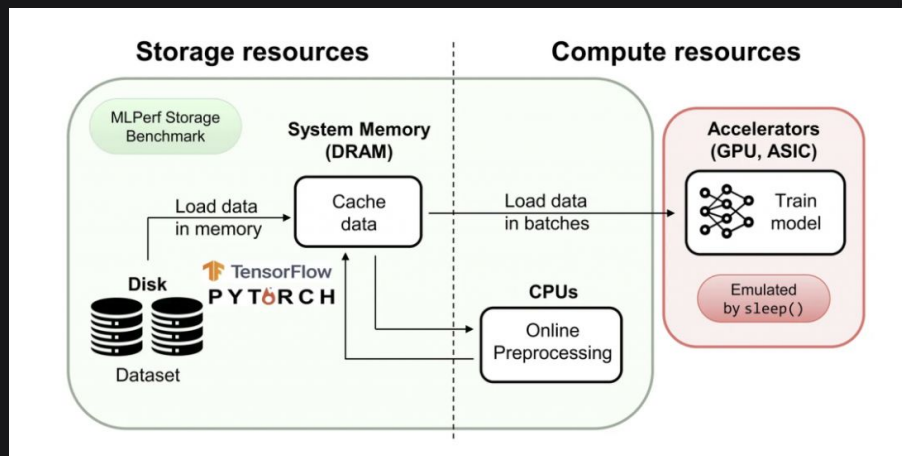 Storage resources
Compute resources
MLPerf Storage
Benchmark
System Memory
(DRAM)
Accelerators
(GPU, ASIC)
Load data
in memory
Cache
data
Load data
in batches
Train
model
TensorFlow
PYTORCH
Disk
CPUs
Emulated
by sleep()
Online
Preprocessing
Dataset